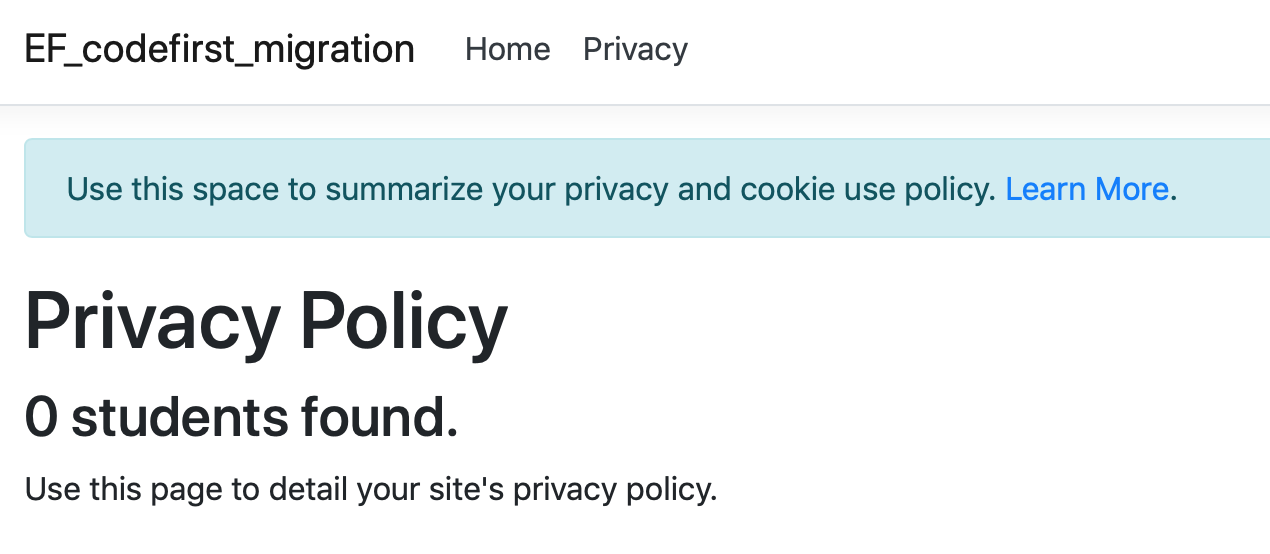 EF_codefirst_migration Home Privacy
Use this space to summarize your privacy and cookie use policy. Learn More.
Privacy Policy
0 students found.
Use this page to detail your site's privacy policy.